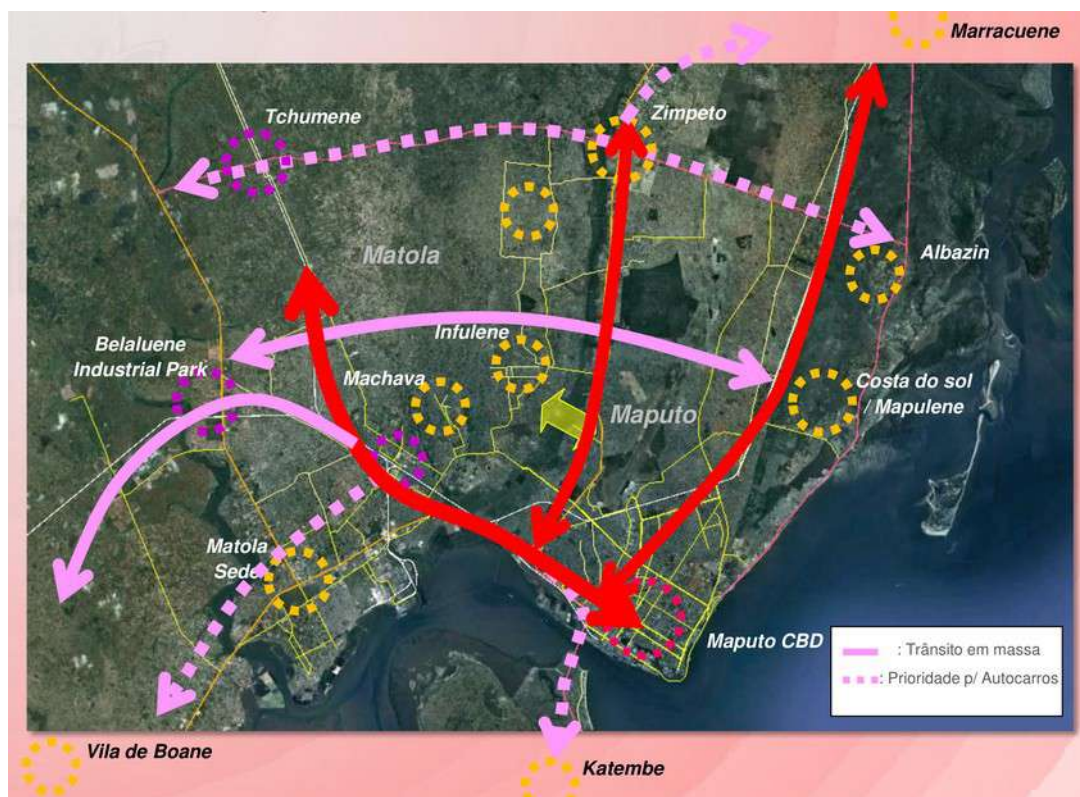 Marracuene
Tchumene
Zimpeto
Matola
Albazin
Belaluene
Industrial Park
Infulene
Machava
Costa do sol
/ Mapulene
Maputo
Matola
Sede
Maputo CBD
: Trânsito em massa
: Prioridade p/ Autocarros
Vila de Boane
Katembe